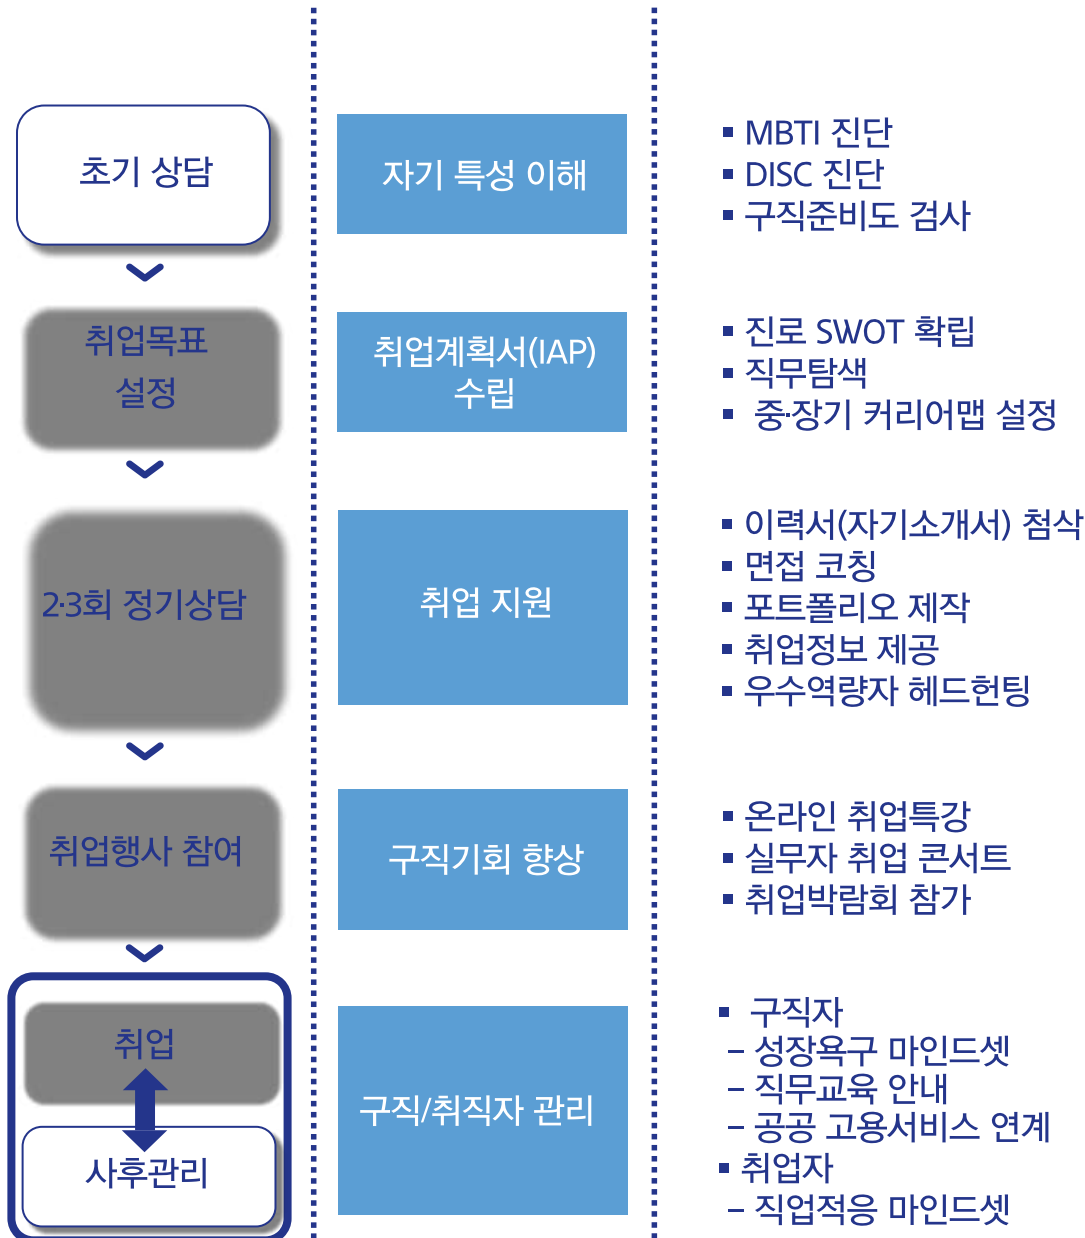 초기 상담
자기 특성 이해
▪ MBTI 진단
▪ DISC 진단
▪ 구직준비도 검사
취업목표
설정
취업계획서(IAP)
수립
▪ 진로 SWOT 확립
▪ 직무탐색
▪ 중·장기 커리어맵 설정
2·3회 정기상담
취업 지원
▪ 이력서(자기소개서) 첨삭
▪ 면접 코칭
▪ 포트폴리오 제작
▪ 취업정보 제공
▪ 우수역량자 헤드헌팅
취업행사 참여
구직기회 향상
▪ 온라인 취업특강
▪ 실무자 취업 콘서트
▪ 취업박람회 참가
취업
사후관리
구직/취직자 관리
▪ 구직자
– 성장욕구 마인드셋
– 직무교육 안내
– 공공 고용서비스 연계
▪ 취업자
– 직업적응 마인드셋